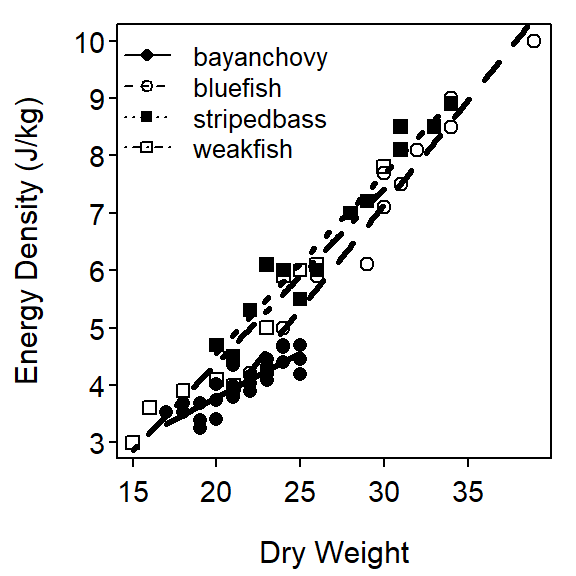 10
9
8
7
6
5
4
3
Energy Density (J/kg)
bayanchovy
bluefish
stripedbass
weakfish
15 20 25 30 35
Dry Weight